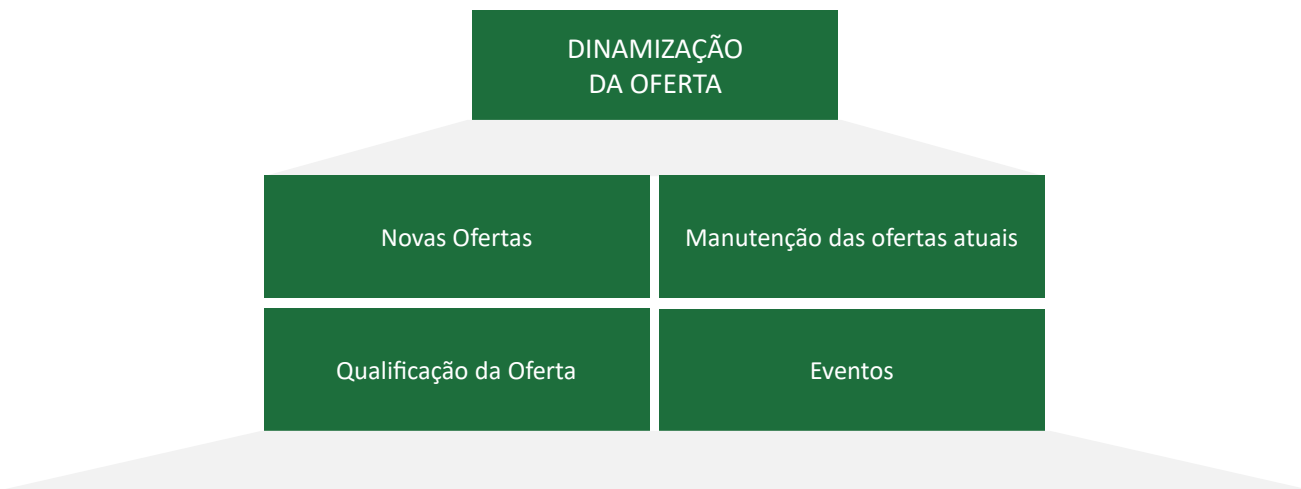 DINAMIZAÇÃO
DA OFERTA
Novas Ofertas
Manutenção das ofertas atuais
Qualificação da Oferta
Eventos